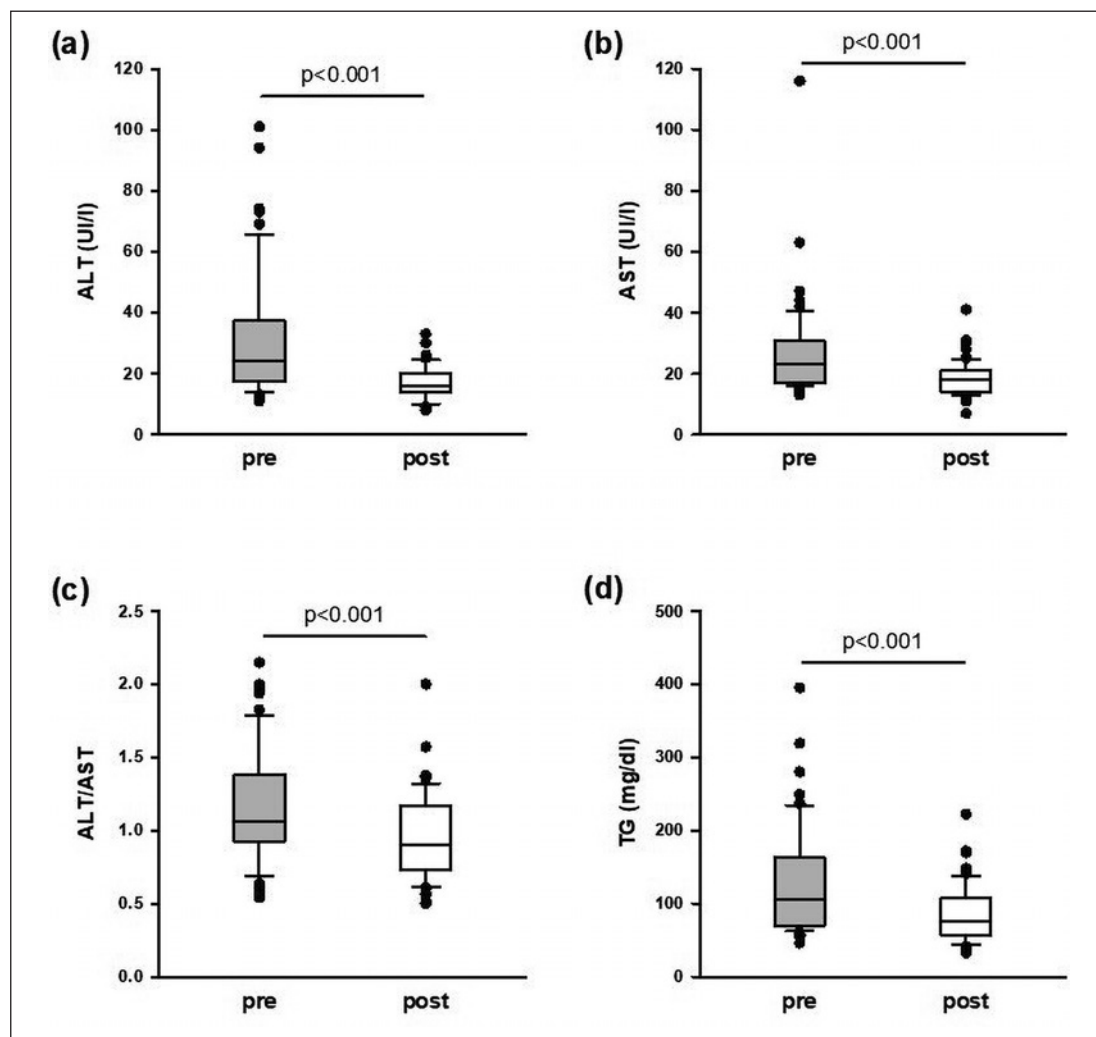 (a)
p<0.001
120
100
80
60
40
20
0
ALT (UI/l)
pre post
(b)
p<0.001
120
100
80
60
40
20
0
AST (UI/l)
pre post
(c)
p<0.001
2.5
2.0
1.5
1.0
0.5
0.0
ALT/AST
pre post
(d)
p<0.001
500
400
300
200
100
0
TG (mg/dl)
pre post